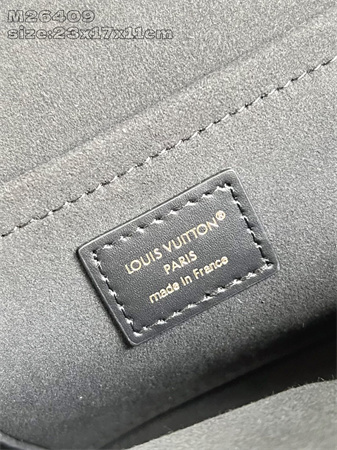 M26409
size:23x17x11cm
LOUIS VUITTON®
PARIS
made in France